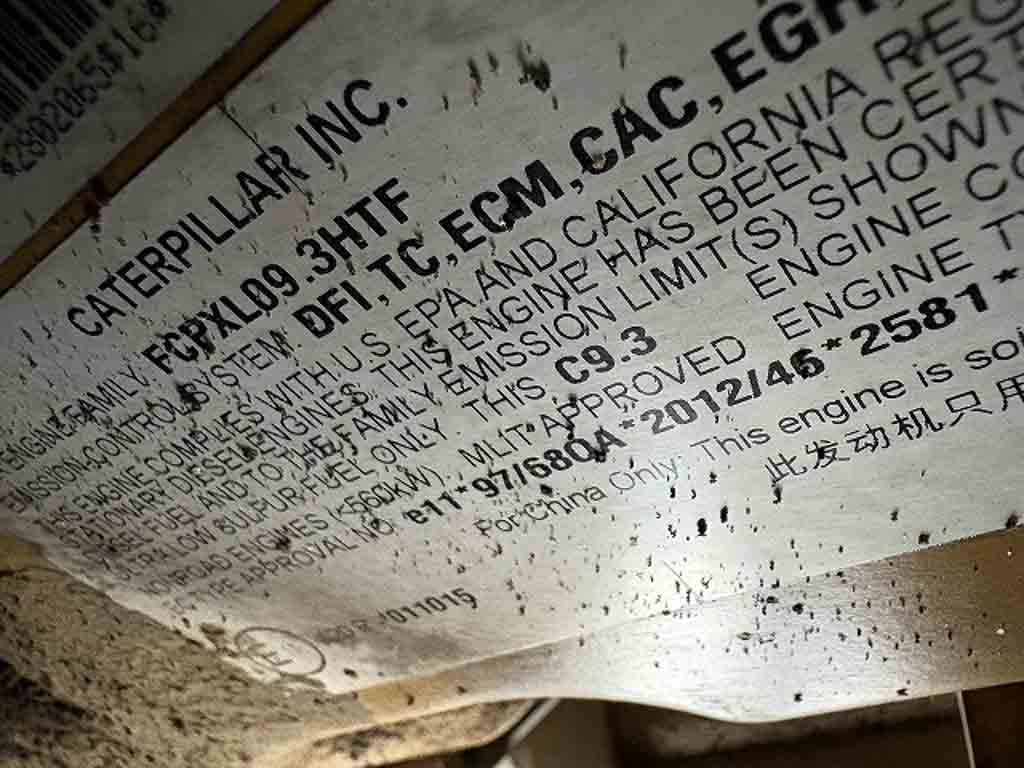 *28020655$16*
CATERPILLAR INC.
ENGINE FAMILY: FCPXL09.3HTF
EMISSION CONTROL SYSTEM: DFI,TC,ECM,CAC,EGR,
THIS ENGINE COMPLIES WITH U.S. EPA AND CALIFORNIA REG
STATIONARY DIESEL ENGINES. THIS ENGINE HAS BEEN CERT
DIESEL FUEL AND TO THE FAMILY EMISSION LIMIT(S) SHOWN
ULTRA LOW SULPUR FUEL ONLY THIS C9.3 ENGINE CO
NONROAD ENGINES (<560kW). MLIT APPROVED ENGINE T
EC TYPE APPROVAL NO. e11*97/68QA*2012/46*2581*
For China Only: This engine is sol
此发动机只用
E
011015